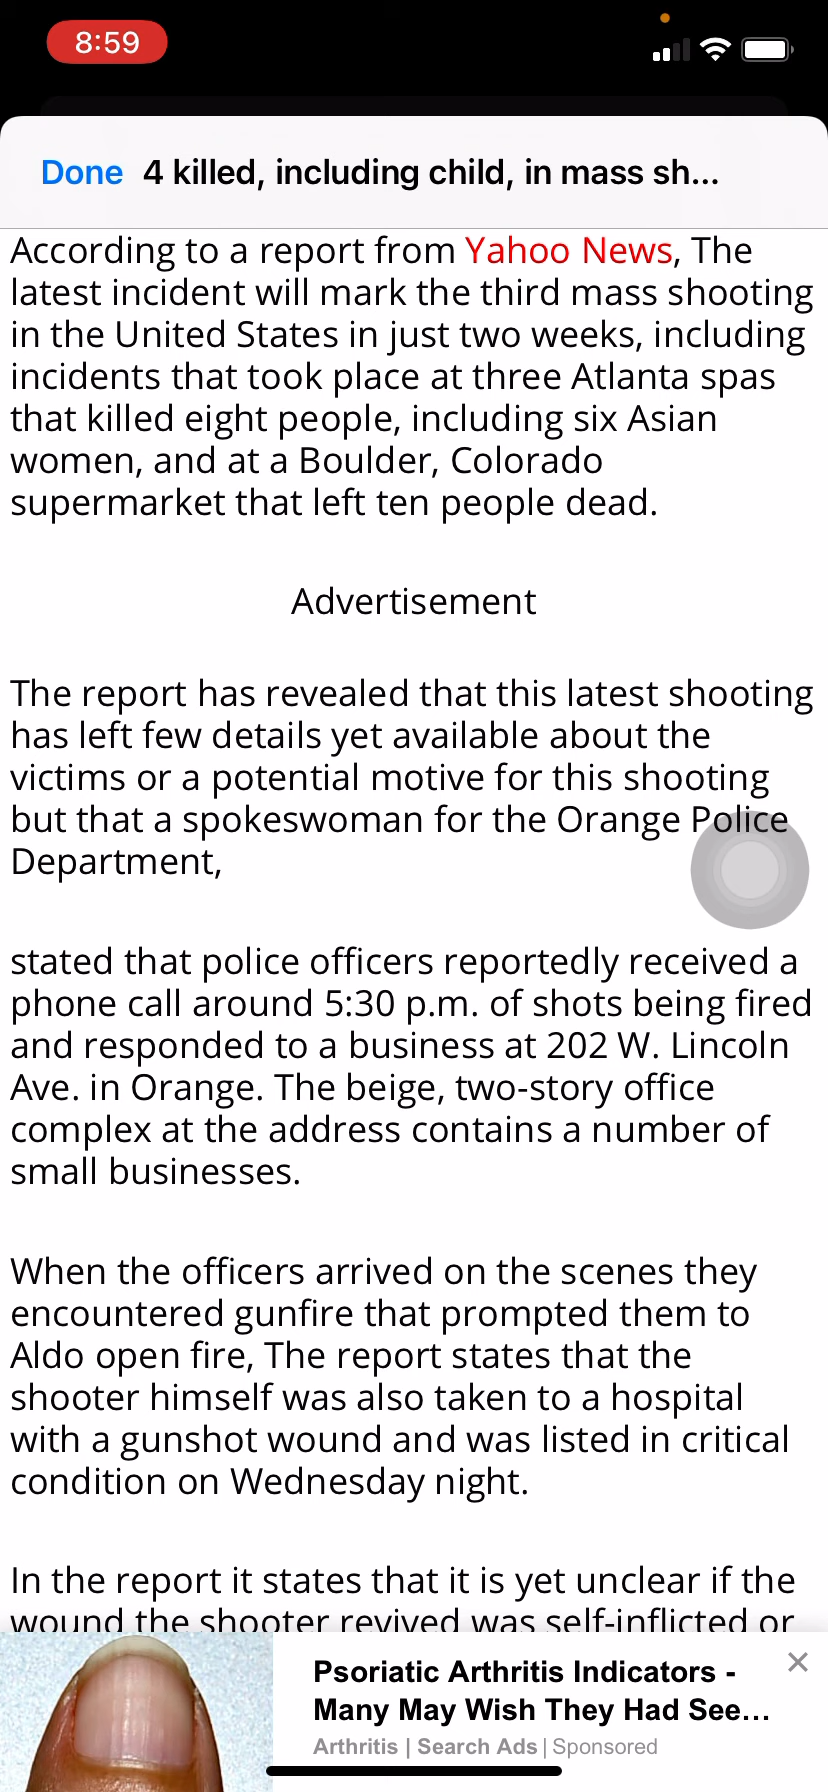 8:59
Done 4 killed, including child, in mass sh...
According to a report from Yahoo News, The
latest incident will mark the third mass shooting
in the United States in just two weeks, including
incidents that took place at three Atlanta spas
that killed eight people, including six Asian
women, and at a Boulder, Colorado
supermarket that left ten people dead.
Advertisement
The report has revealed that this latest shooting
has left few details yet available about the
victims or a potential motive for this shooting
but that a spokeswoman for the Orange Police
Department,
stated that police officers reportedly received a
phone call around 5:30 p.m. of shots being fired
and responded to a business at 202 W. Lincoln
Ave. in Orange. The beige, two-story office
complex at the address contains a number of
small businesses.
When the officers arrived on the scenes they
encountered gunfire that prompted them to
Aldo open fire, The report states that the
shooter himself was also taken to a hospital
with a gunshot wound and was listed in critical
condition on Wednesday night.
In the report it states that it is yet unclear if the
wound the shooter revived was self-inflicted or
Psoriatic Arthritis Indicators -
Many May Wish They Had See...
Arthritis | Search Ads | Sponsored